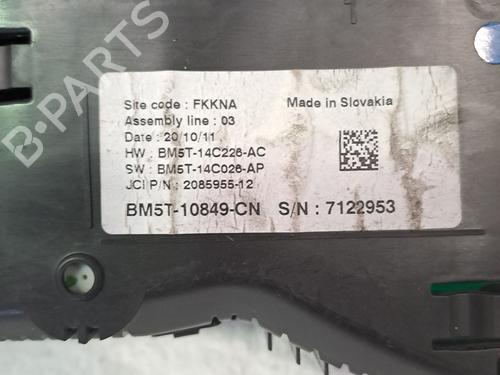 B-PARTS
Site code : FKKNA
Made in Slovakia
Assembly line : 03
Date : 20/10/11
HW : BM5T-14C226-AC
SW : BM5T-14C026-AP
JCI P/N : 2085955-12
BM5T-10849-CN S/N : 7122953